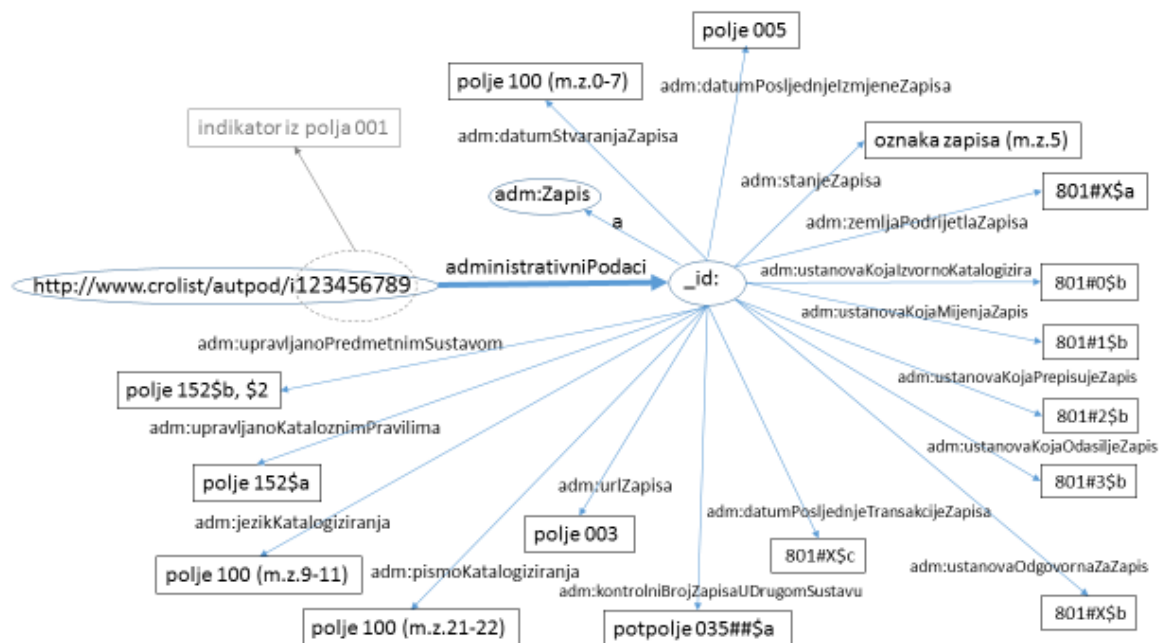 polje 005
polje 100 (m.z.0-7)
adm:datumPosljednjeIzmjeneZapisa
indikator iz polja 001
adm:datumStvaranjaZapisa
oznaka zapisa (m.z.5)
adm:stanjeZapisa
adm:Zapis
801#X$a
adm:zemljaPodrijetlaZapisa
a
administrativniPodaci
adm:ustanovaKojaIzvornoKatalogizira
http://www.crolist/autpod/i123456789
_id:
801#0$b
adm:ustanovaKojaMijenjaZapis
adm:upravljanoPredmetnimSustavom
801#1$b
adm:ustanovaKojaPrepisujeZapis
polje 152$b, $2
801#2$b
adm:upravljanoKataloznimPravilima
adm:ustanovaKojaOdasiljeZapis
polje 152$a
801#3$b
adm:urlZapisa
adm:datumPosljednjeTransakcijeZapisa
adm:jezikKatalogiziranja
polje 003
801#X$c
polje 100 (m.z.9-11)
adm:pismoKatalogiziranja
adm:ustanovaOdgovornaZaZapis
adm:kontrolniBrojZapisaUDrugomSustavu
801#X$b
polje 100 (m.z.21-22)
potpolje 035##$a